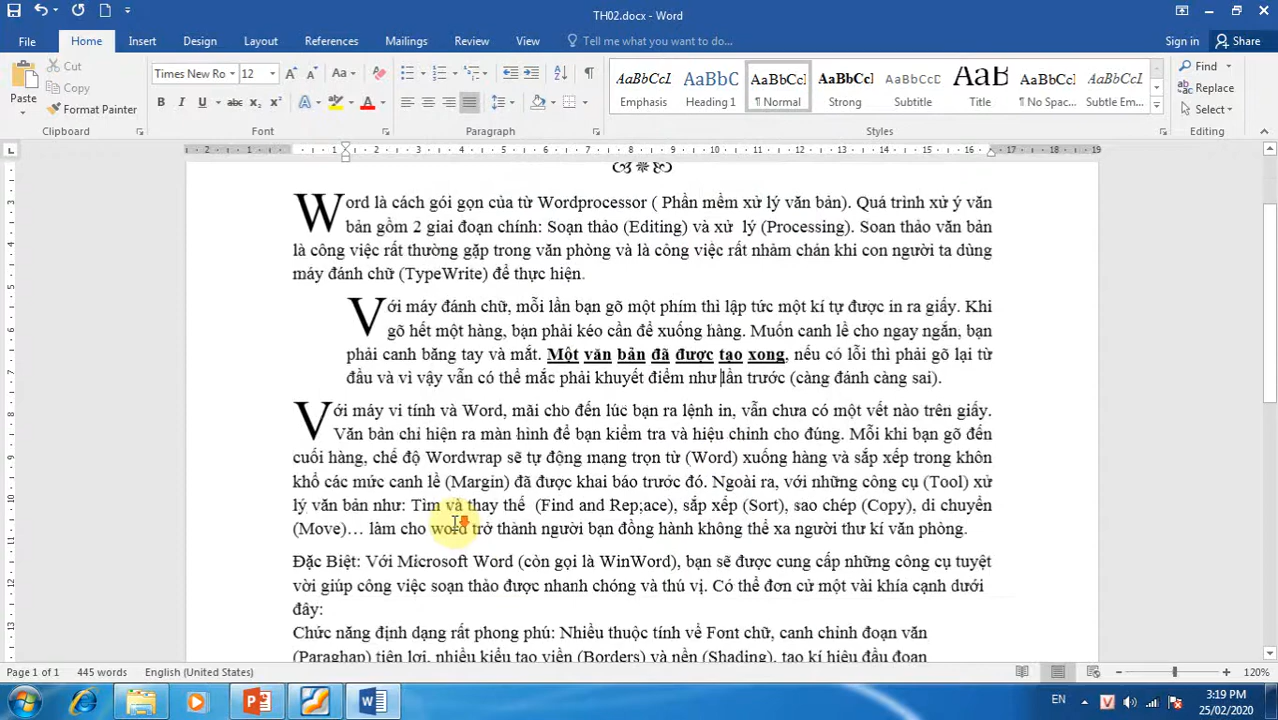 TH02.docx - Word
File Home Insert Design Layout References Mailings Review View Tell me what you want to do... Sign in Share
Cut
Copy
Format Painter
Paste
Times New Ro 12
Clipboard Font Paragraph Styles Editing
AaBbCcI AaBbC AaBbCcI AaBbCcI AaBbCcI AaB AaBbCcI AaBbCcI
Emphasis Heading 1 ¶ Normal Strong Subtitle Title ¶ No Spac... Subtle Em...
Find
Replace
Select
Word là cách gói gọn của từ Wordprocessor ( Phần mềm xử lý văn bản). Quá trình xử ý văn
bản gồm 2 giai đoạn chính: Soạn thảo (Editing) và xử lý (Processing). Soan thảo văn bản
là công việc rất thường gặp trong văn phòng và là công việc rất nhàm chán khi con người ta dùng
máy đánh chữ (TypeWrite) để thực hiện.
Với máy đánh chữ, mỗi lần bạn gõ một phím thì lập tức một kí tự được in ra giấy. Khi
gõ hết một hàng, bạn phải kéo cần để xuống hàng. Muốn canh lề cho ngay ngắn, bạn
phải canh băng tay và mắt. Một văn bản đã được tạo xong, nếu có lỗi thì phải gõ lại từ
đầu và vì vậy vẫn có thể mắc phải khuyết điểm như lần trước (càng đánh càng sai).
Với máy vi tính và Word, mãi cho đến lúc bạn ra lệnh in, vẫn chưa có một vết nào trên giấy.
Văn bản chỉ hiện ra màn hình để bạn kiểm tra và hiệu chỉnh cho đúng. Mỗi khi bạn gõ đến
cuối hàng, chế độ Wordwrap sẽ tự động mạng trọn từ (Word) xuống hàng và sắp xếp trong khôn
khổ các mức canh lề (Margin) đã được khai báo trước đó. Ngoài ra, với những công cụ (Tool) xử
lý văn bản như: Tìm và thay thế (Find and Rep;ace), sắp xếp (Sort), sao chép (Copy), di chuyển
(Move)… làm cho word trở thành người bạn đồng hành không thể xa người thư kí văn phòng.
Đặc Biệt: Với Microsoft Word (còn gọi là WinWord), bạn sẽ được cung cấp những công cụ tuyệt
vời giúp công việc soạn thảo được nhanh chóng và thú vị. Có thể đơn cử một vài khía cạnh dưới
đây:
Chức năng định dạng rất phong phú: Nhiều thuộc tính về Font chữ, canh chỉnh đoạn văn
(Paraghap) tiện lợi, nhiều kiểu tạo viền (Borders) và nền (Shading), tạo kí hiệu đầu đoạn
Page 1 of 1 445 words English (United States) 120%
EN 3:19 PM
25/02/2020